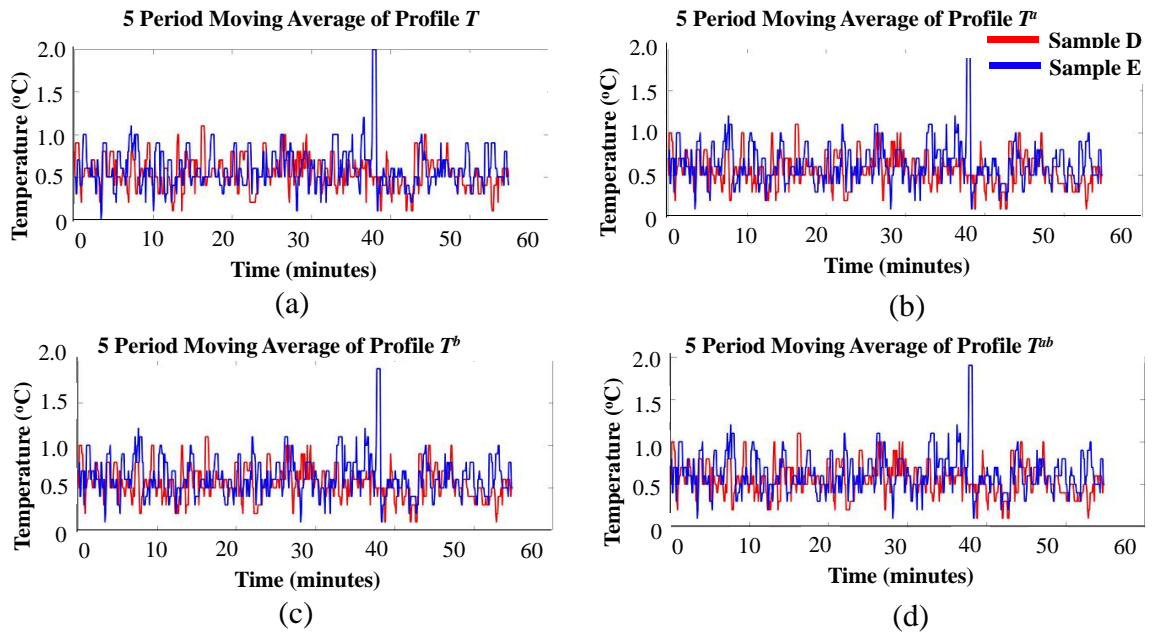 5 Period Moving Average of Profile T
Temperature (ºC)
2.0
1.5
1.0
0.5
0
0 10 20 30 40 50 60
Time (minutes)
(a)
5 Period Moving Average of Profile Tᵃ
Sample D
Sample E
Temperature (ºC)
2.0
1.5
1.0
0.5
0
0 10 20 30 40 50 60
Time (minutes)
(b)
5 Period Moving Average of Profile Tᵇ
Temperature (ºC)
2.0
1.5
1.0
0.5
0
0 10 20 30 40 50 60
Time (minutes)
(c)
5 Period Moving Average of Profile Tᵃᵇ
Temperature (ºC)
2.0
1.5
1.0
0.5
0
0 10 20 30 40 50 60
Time (minutes)
(d)